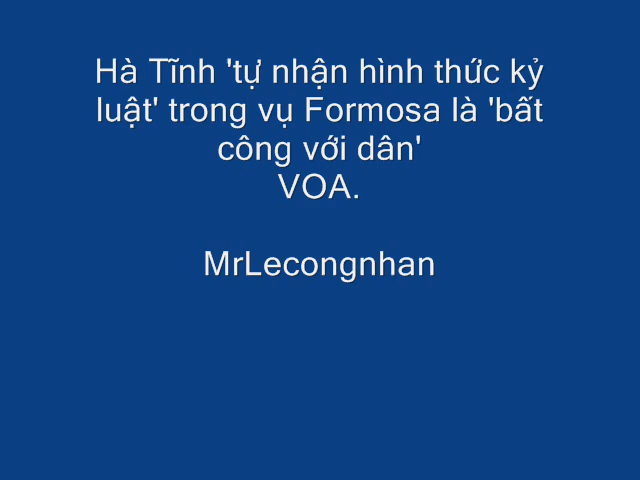 Hà Tĩnh 'tự nhận hình thức kỷ
luật' trong vụ Formosa là 'bất
công với dân'
VOA.
MrLecongnhan